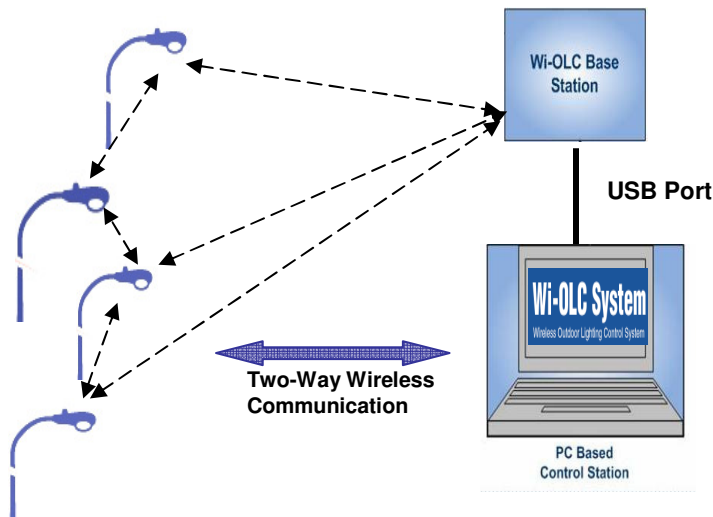 Wi-OLC Base
Station
USB Port
Wi-OLC System
Wireless Outdoor Lighting Control System
Two-Way Wireless
Communication
PC Based
Control Station